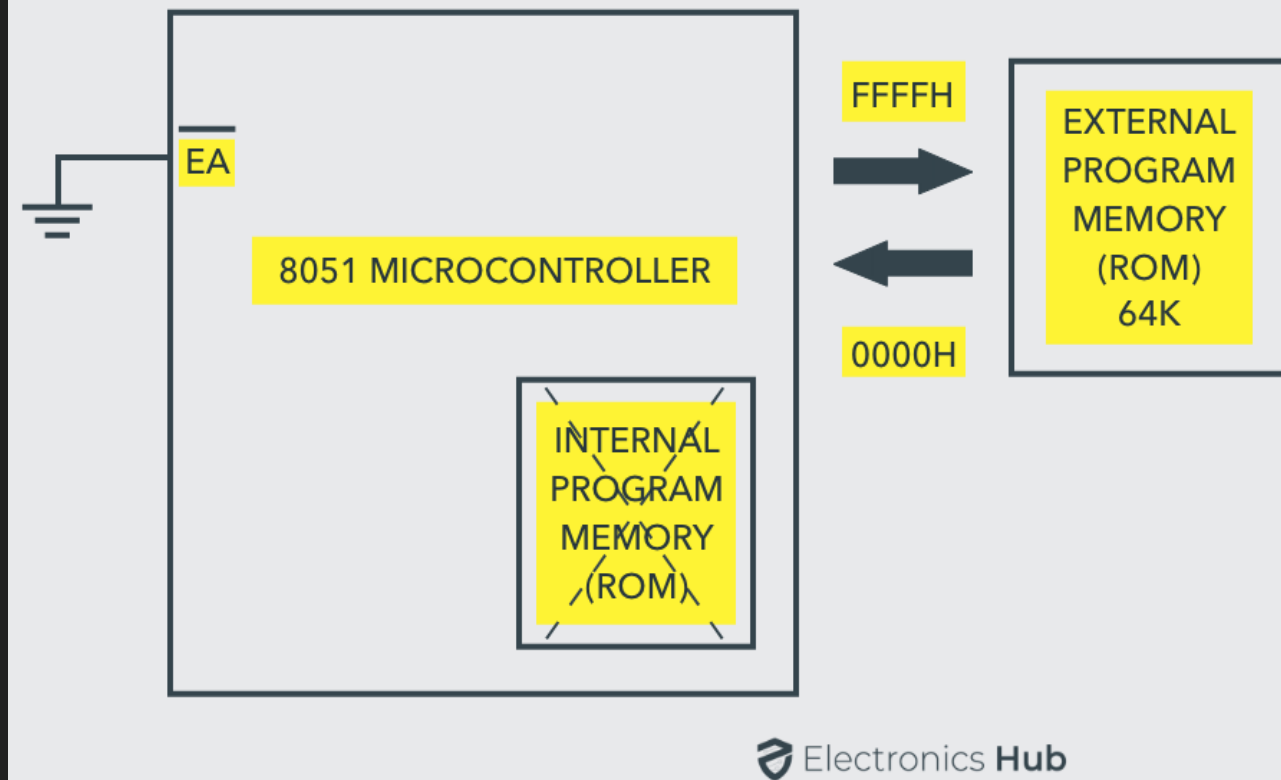 FFFFH
EXTERNAL
PROGRAM
MEMORY
(ROM)
64K
EA
8051 MICROCONTROLLER
0000H
INTERNAL
PROGRAM
MEMORY
(ROM)
Electronics Hub